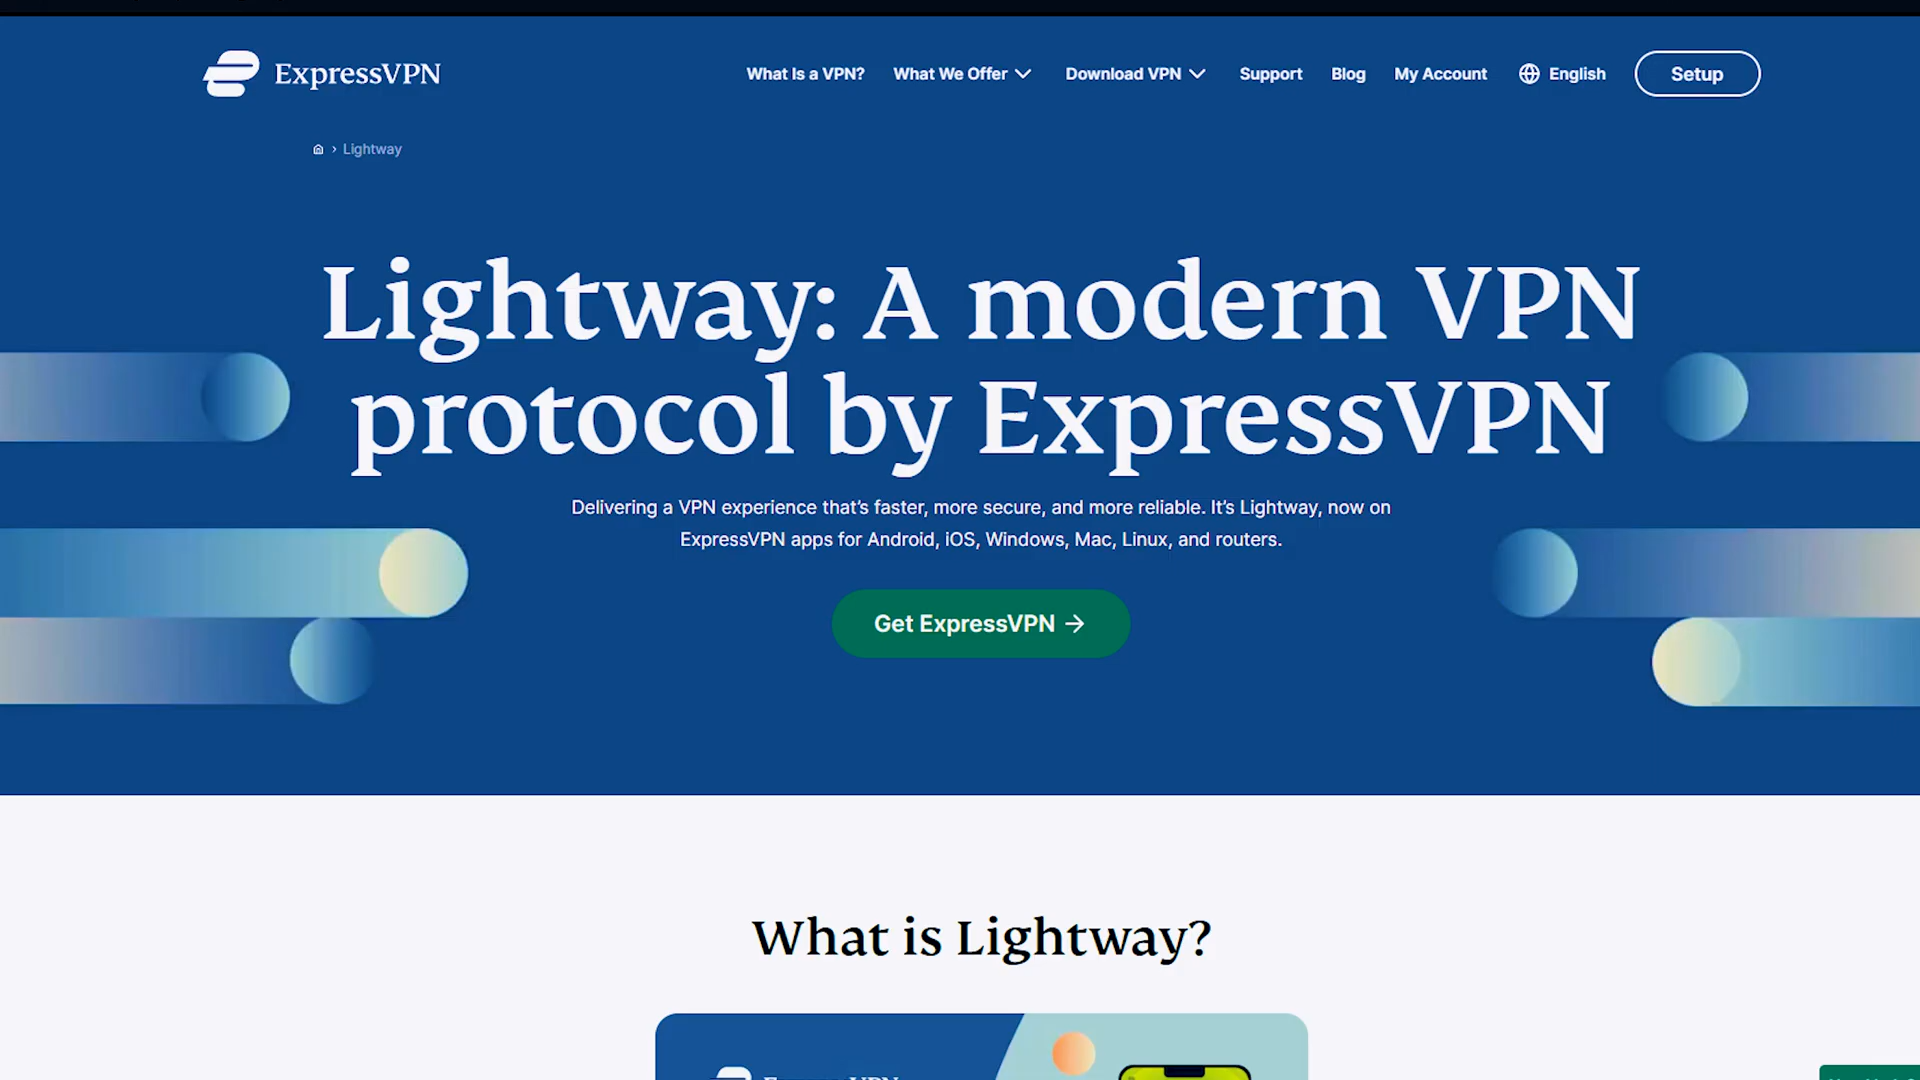 ExpressVPN
What Is a VPN? What We Offer Download VPN Support Blog My Account English Setup
Lightway
Lightway: A modern VPN
protocol by ExpressVPN
Delivering a VPN experience that’s faster, more secure, and more reliable. It’s Lightway, now on
ExpressVPN apps for Android, iOS, Windows, Mac, Linux, and routers.
Get ExpressVPN →
What is Lightway?
ExpressVPN